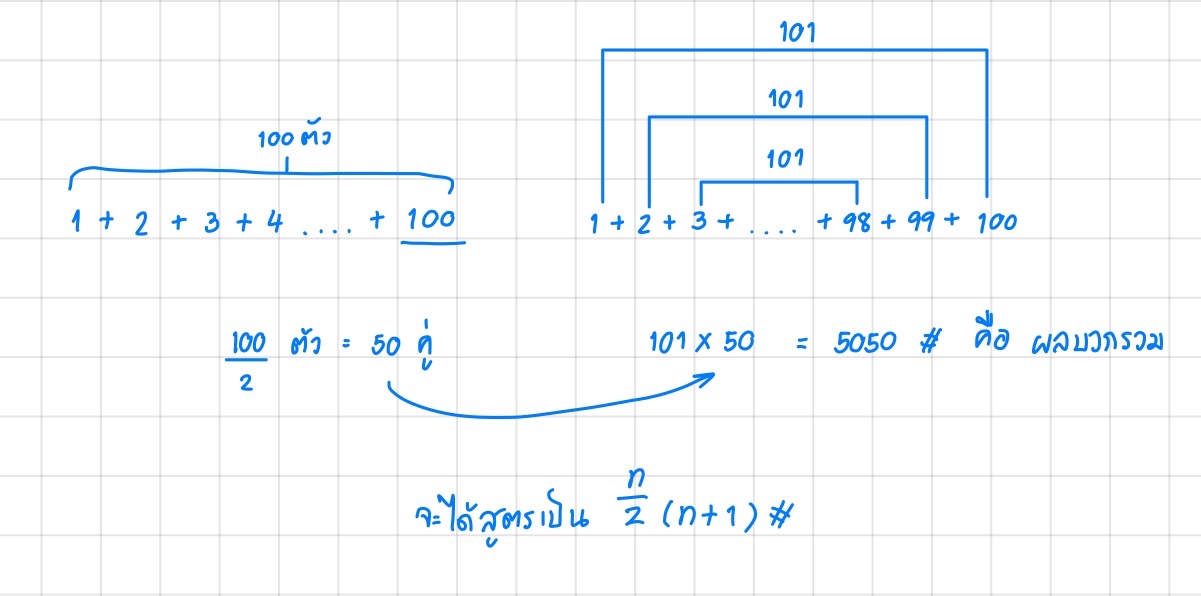 100 ตัว
1 + 2 + 3 + 4 .... + 100
101
101
101
1 + 2 + 3 + .... + 98 + 99 + 100
100/2 ตัว = 50 คู่
101 × 50 = 5050 # คือ ผลบวกรวม
จะได้สูตรเป็น n/2 (n+1) #